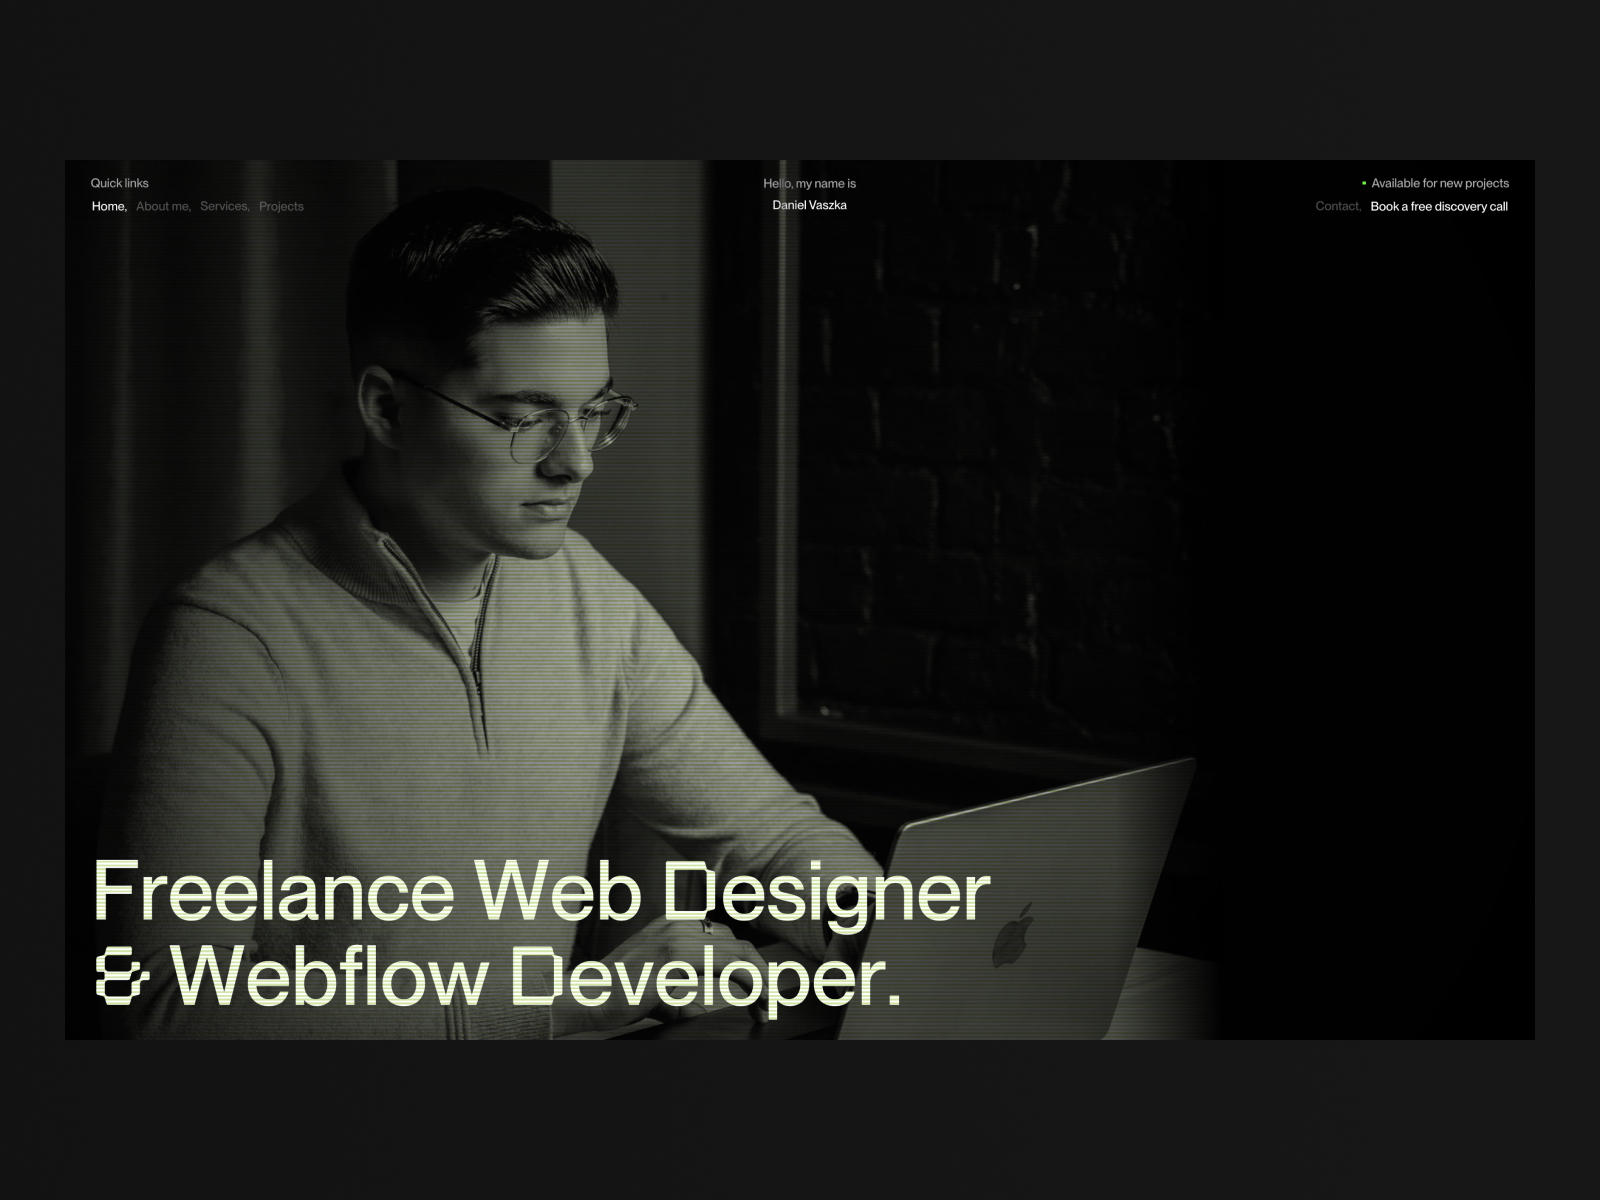 Quick links
Home, About me, Services, Projects
Hello, my name is
Daniel Vaszka
Available for new projects
Contact, Book a free discovery call
Freelance Web Designer
& Webflow Developer.